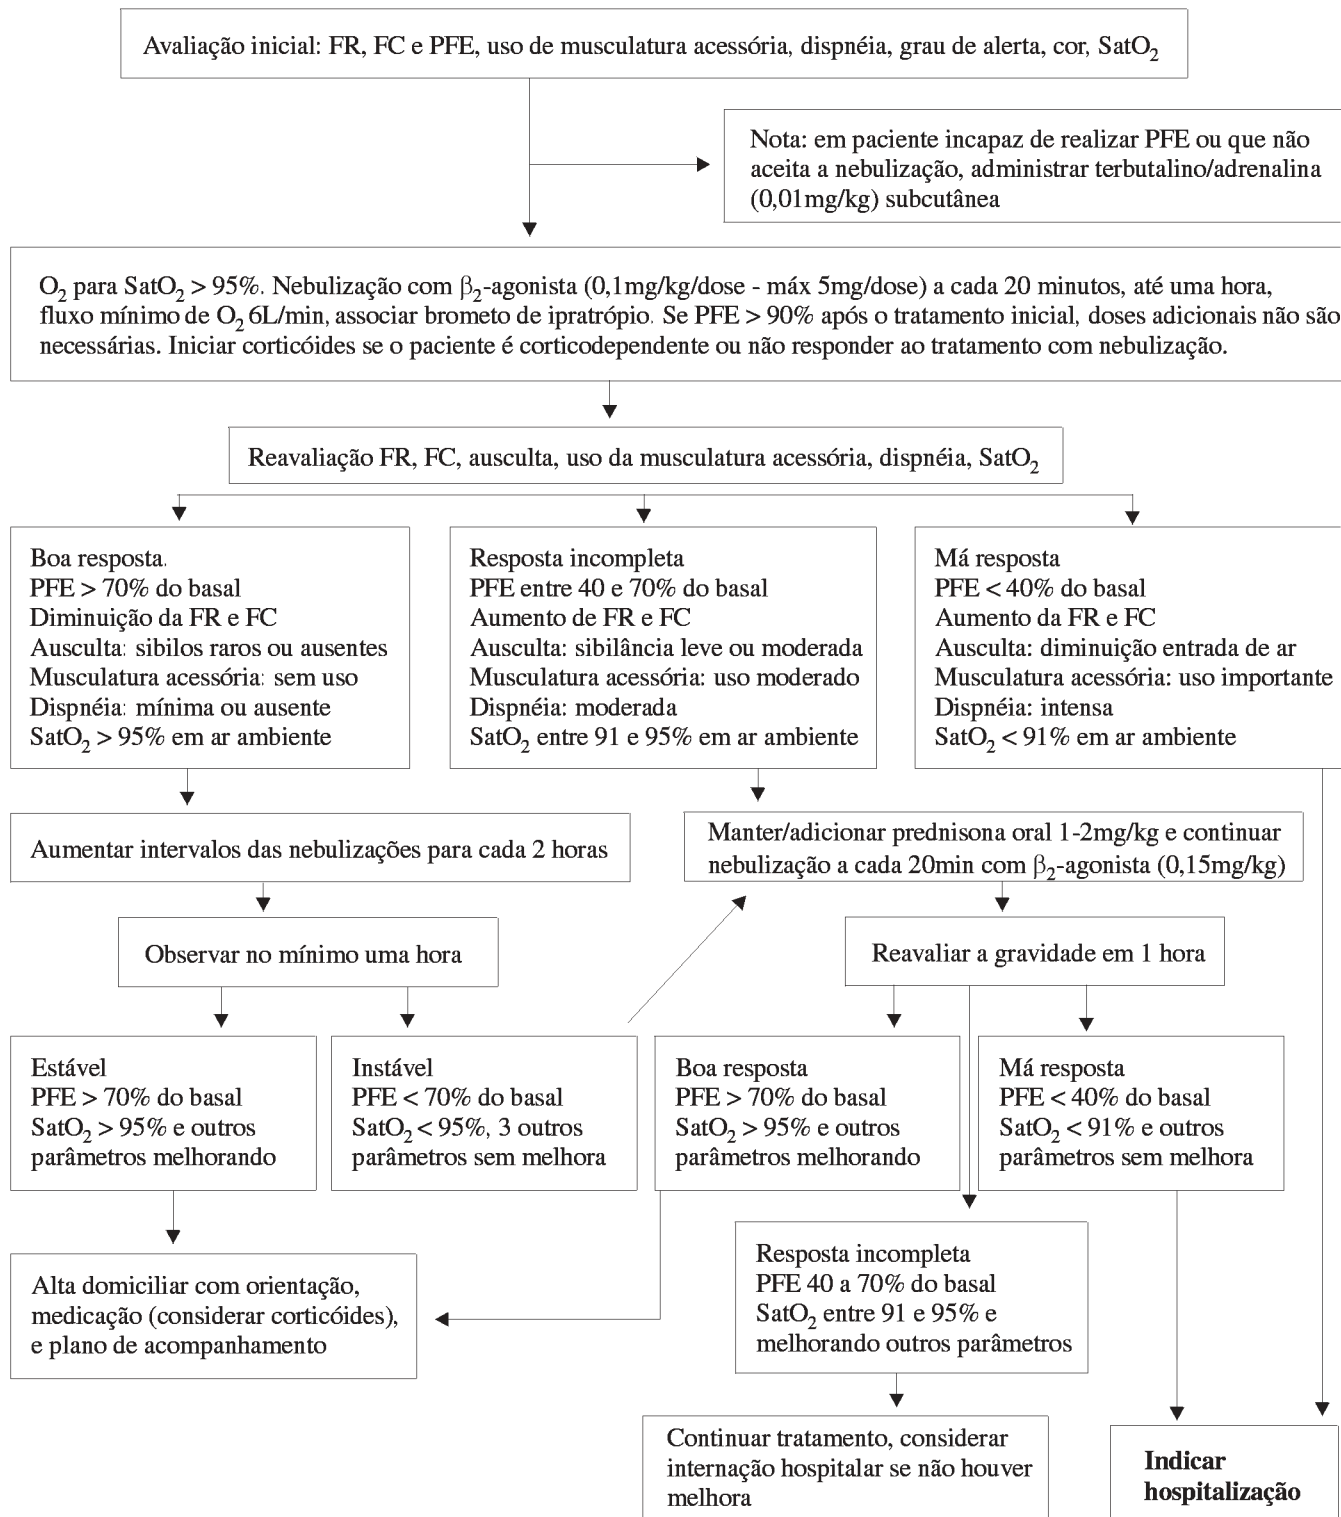 Avaliação inicial: FR, FC e PFE, uso de musculatura acessória, dispnéia, grau de alerta, cor, SatO₂
Nota: em paciente incapaz de realizar PFE ou que não
aceita a nebulização, administrar terbutalino/adrenalina
(0,01mg/kg) subcutânea
O₂ para SatO₂ > 95%. Nebulização com β₂-agonista (0,1mg/kg/dose - máx 5mg/dose) a cada 20 minutos, até uma hora,
fluxo mínimo de O₂ 6L/min, associar brometo de ipratrópio. Se PFE > 90% após o tratamento inicial, doses adicionais não são
necessárias. Iniciar corticóides se o paciente é corticodependente ou não responder ao tratamento com nebulização.
Reavaliação FR, FC, ausculta, uso da musculatura acessória, dispnéia, SatO₂
Boa resposta.
PFE > 70% do basal
Diminuição da FR e FC
Ausculta: sibilos raros ou ausentes
Musculatura acessória: sem uso
Dispnéia: mínima ou ausente
SatO₂ > 95% em ar ambiente
Resposta incompleta
PFE entre 40 e 70% do basal
Aumento de FR e FC
Ausculta: sibilância leve ou moderada
Musculatura acessória: uso moderado
Dispnéia: moderada
SatO₂ entre 91 e 95% em ar ambiente
Má resposta
PFE < 40% do basal
Aumento da FR e FC
Ausculta: diminuição entrada de ar
Musculatura acessória: uso importante
Dispnéia: intensa
SatO₂ < 91% em ar ambiente
Aumentar intervalos das nebulizações para cada 2 horas
Manter/adicionar prednisona oral 1-2mg/kg e continuar
nebulização a cada 20min com β₂-agonista (0,15mg/kg)
Observar no mínimo uma hora
Reavaliar a gravidade em 1 hora
Estável
PFE > 70% do basal
SatO₂ > 95% e outros
parâmetros melhorando
Instável
PFE < 70% do basal
SatO₂ < 95%, 3 outros
parâmetros sem melhora
Boa resposta
PFE > 70% do basal
SatO₂ > 95% e outros
parâmetros melhorando
Má resposta
PFE < 40% do basal
SatO₂ < 91% e outros
parâmetros sem melhora
Resposta incompleta
PFE 40 a 70% do basal
SatO₂ entre 91 e 95% e
melhorando outros parâmetros
Alta domiciliar com orientação,
medicação (considerar corticóides),
e plano de acompanhamento
Continuar tratamento, considerar
internação hospitalar se não houver
melhora
Indicar
hospitalização